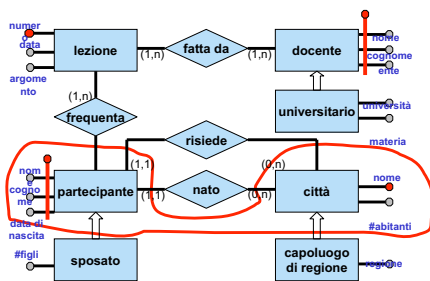 numer
o
data
argome
nto
lezione
(1,n)
fatta da
(1,n)
docente
nome
cognome
ente
(1,n)
frequenta
universitario
università
materia
risiede
(1,1)
(0,n)
nom
e
cogno
me
data di
nascita
partecipante
(1,1)
nato
(0,n)
città
nome
#abitanti
#figli
sposato
capoluogo
di regione
regione